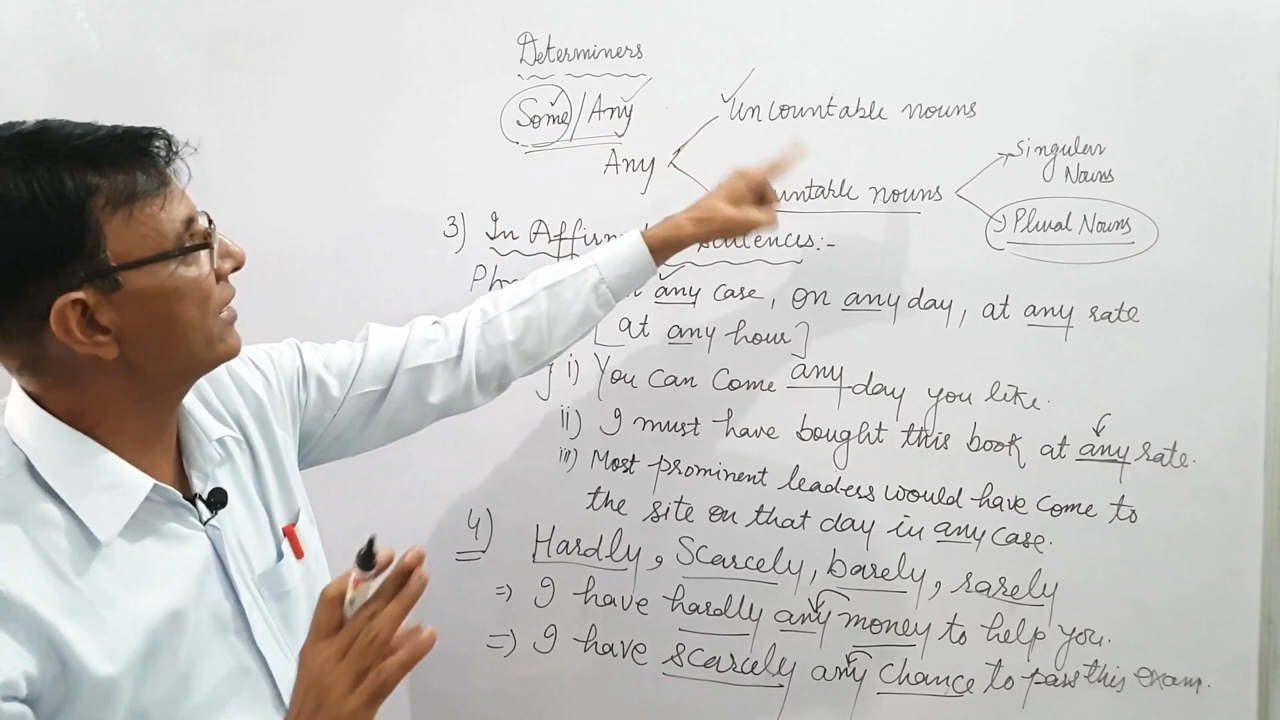 Determiners
Some/Any
Uncountable nouns
Any
untable nouns
Singular
Nouns
Plural Nouns
3) In Affirm sentences:-
any case, on any day, at any rate
[at any hour]
i) You can come any day you like.
ii) I must have bought this book at any rate.
iii) Most prominent leaders would have come to
the site on that day in any case.
4) Hardly, Scarcely, barely, rarely
⇒ I have hardly any money to help you.
⇒ I have scarcely any chance to pass this exam.